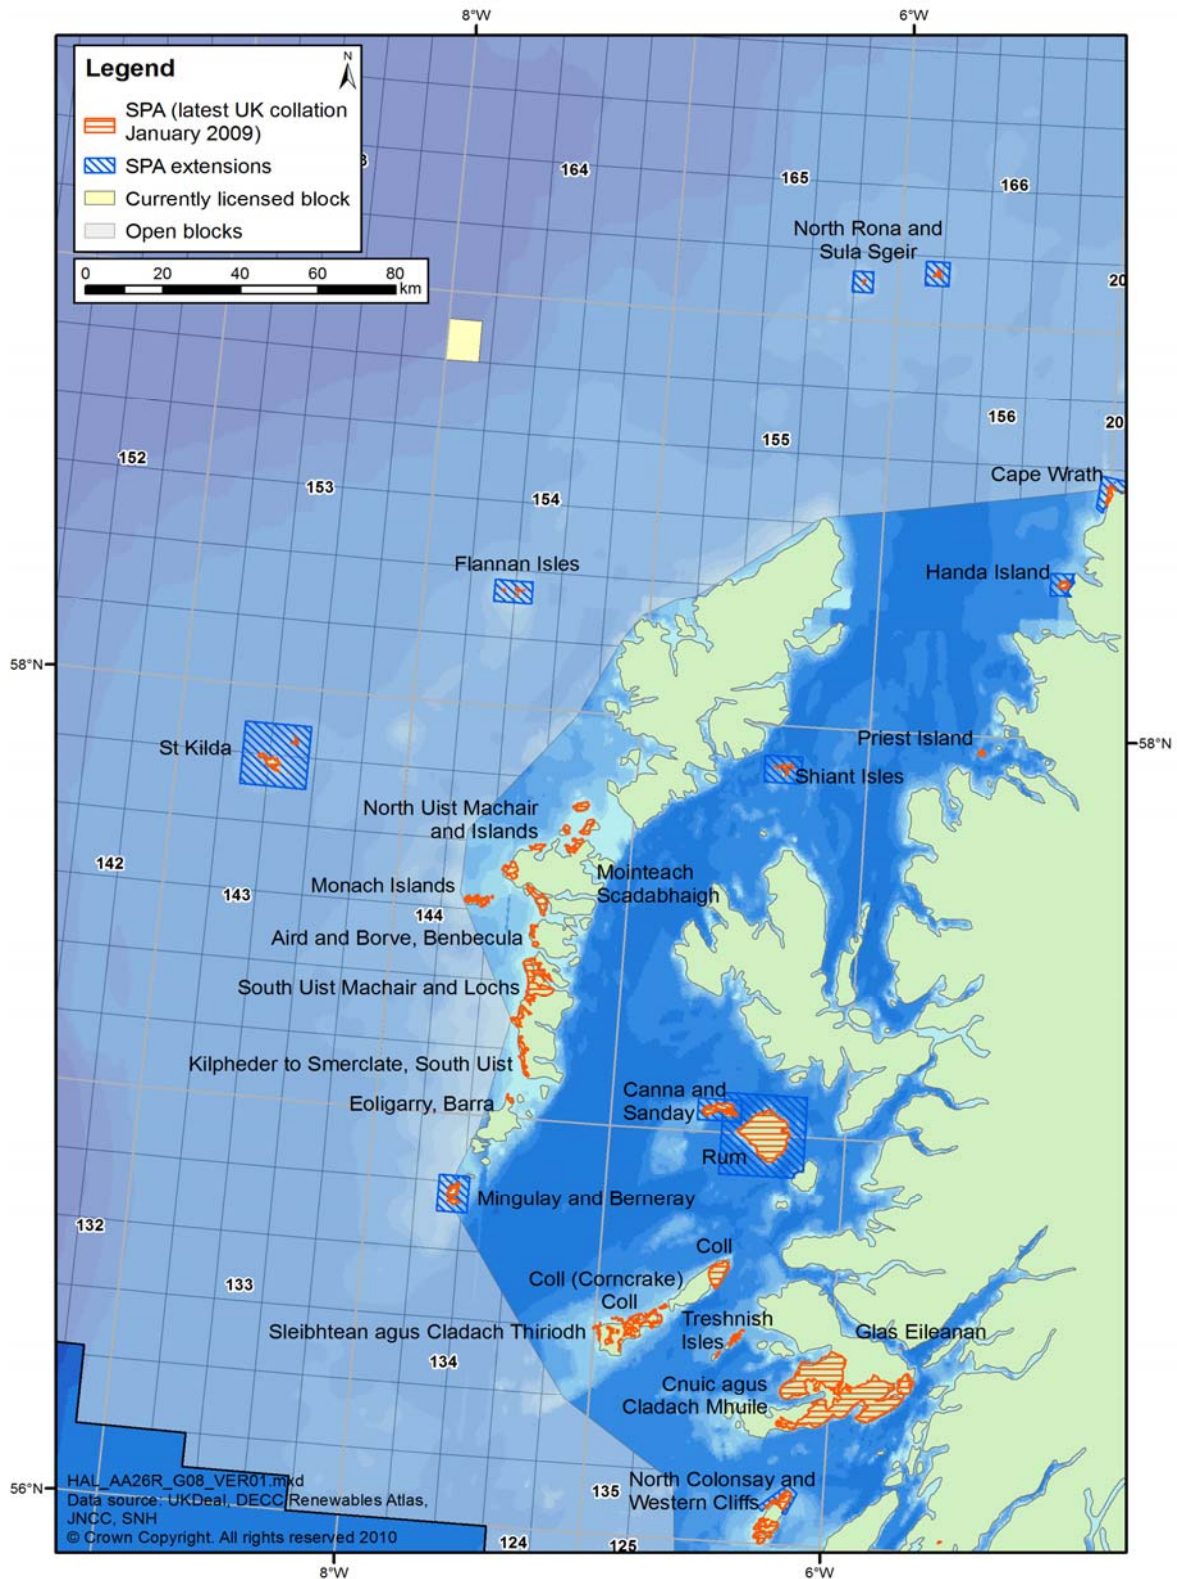 8°W
6°W
Legend
N
SPA (latest UK collation
January 2009)
SPA extensions
Currently licensed block
Open blocks
0 20 40 60 80
km
164
165
166
North Rona and
Sula Sgeir
20
152
153
154
155
156
20
Cape Wrath
Flannan Isles
Handa Island
58°N
St Kilda
Priest Island
58°N
Shiant Isles
North Uist Machair
and Islands
142
143
144
Monach Islands
Mointeach
Scadabhaigh
Aird and Borve, Benbecula
South Uist Machair and Lochs
Kilpheder to Smerclate, South Uist
Eoligarry, Barra
Canna and
Sanday
Rum
Mingulay and Berneray
132
133
134
Coll
Coll (Corncrake)
Coll
Sleibhtean agus Cladach Thiriodh
Treshnish
Isles
Glas Eileanan
Cnuic agus
Cladach Mhuile
North Colonsay and
Western Cliffs
135
124
125
56°N
HAL_AA26R_G08_VER01.mxd
Data source: UKDeal, DECC Renewables Atlas,
JNCC, SNH
© Crown Copyright. All rights reserved 2010
8°W
6°W